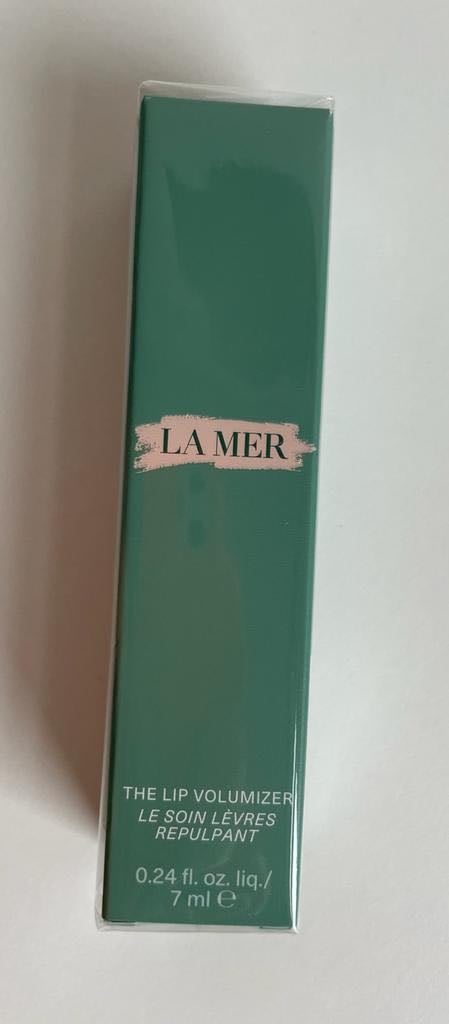 LA MER
THE LIP VOLUMIZER
LE SOIN LÈVRES
REPULPANT
0.24 fl. oz. liq./
7 ml ℮